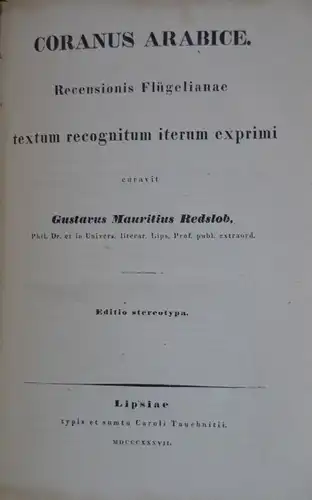 CORANUS ARABICE.
Recensionis Flügelianae
textum recognitum iterum exprimi
curavit
Gustavus Mauritius Redslob,
Phil. Dr. et in Univers. literar. Lips. Prof. publ. extraord.
Editio stereotypa.
Lipsiae
typis et sumtu Caroli Tauchnitii.
MDCCCXXXVII.